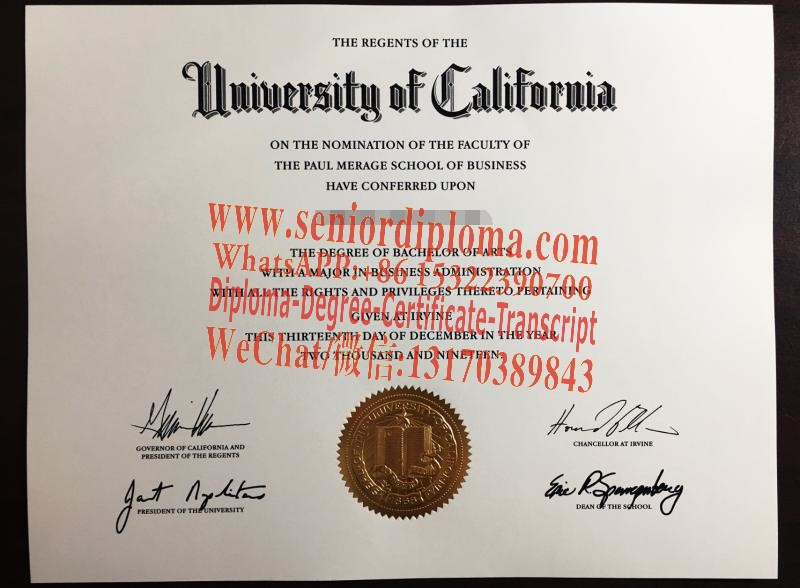 THE REGENTS OF THE
University of California
ON THE NOMINATION OF THE FACULTY OF
THE PAUL MERAGE SCHOOL OF BUSINESS
HAVE CONFERRED UPON
www.seniordiploma.com
THE DEGREE OF BACHELOR OF ARTS
WhatsAPP:+86 15322390700
WITH A MAJOR IN BUSINESS ADMINISTRATION
WITH ALL THE RIGHTS AND PRIVILEGES THERETO PERTAINING
Diploma-Degree-Certificate-Transcript
GIVEN AT IRVINE
THIS THIRTEENTH DAY OF DECEMBER IN THE YEAR
WeChat/微信:13170389843
TWO THOUSAND AND NINETEEN.
GOVERNOR OF CALIFORNIA AND
PRESIDENT OF THE REGENTS
CHANCELLOR AT IRVINE
PRESIDENT OF THE UNIVERSITY
DEAN OF THE SCHOOL